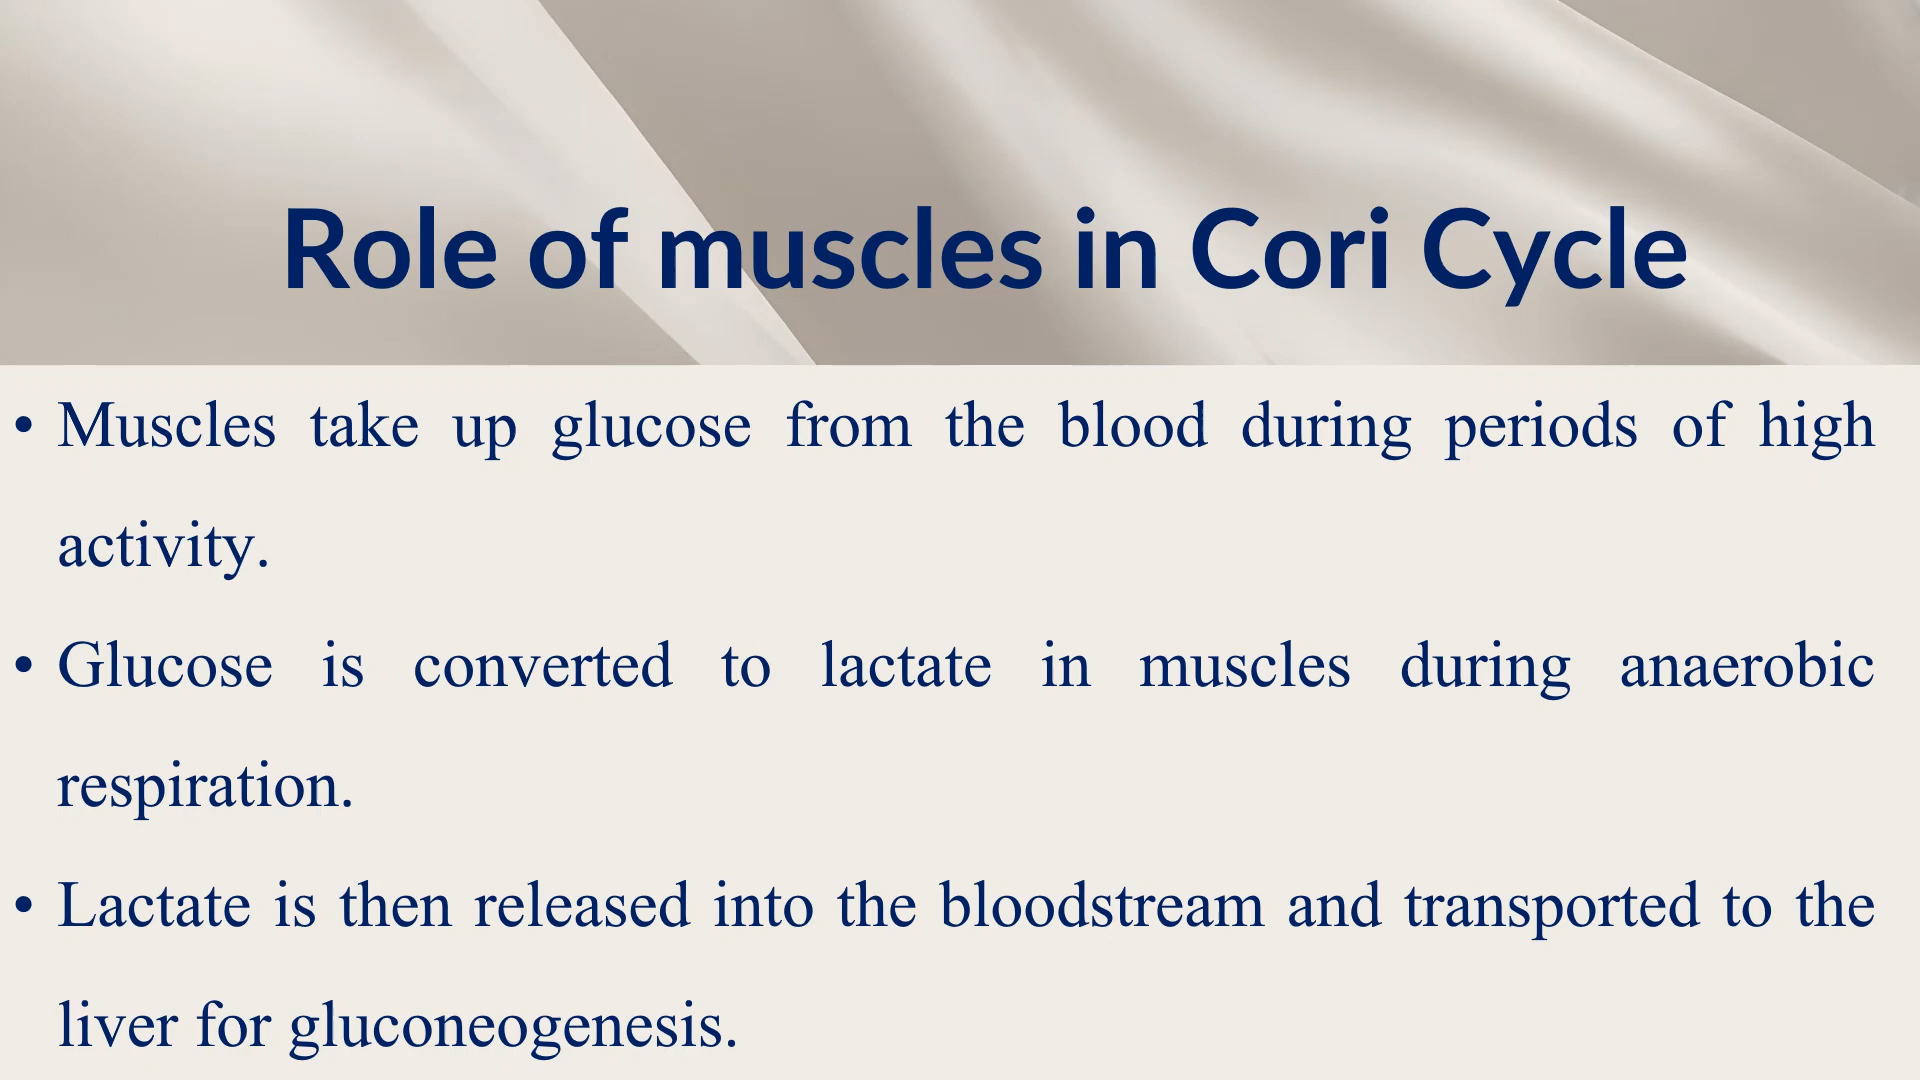 Role of muscles in Cori Cycle
• Muscles take up glucose from the blood during periods of high
activity.
• Glucose is converted to lactate in muscles during anaerobic
respiration.
• Lactate is then released into the bloodstream and transported to the
liver for gluconeogenesis.